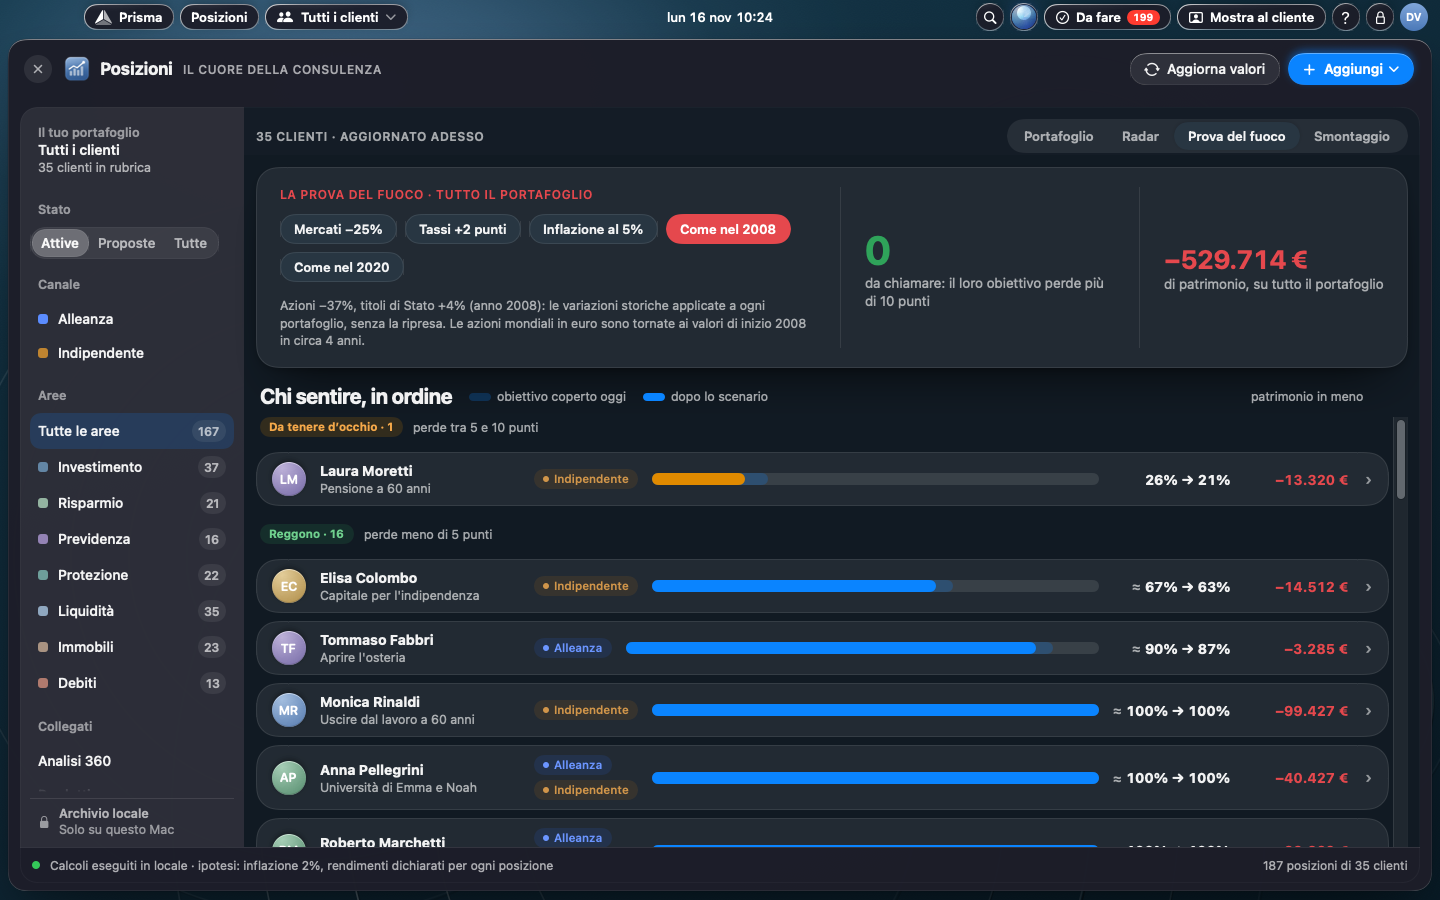 Prisma
Posizioni
Tutti i clienti
lun 16 nov 10:24
Da fare 199
Mostra al cliente
?
DV
Posizioni IL CUORE DELLA CONSULENZA
Aggiorna valori
+ Aggiungi
Il tuo portafoglio
Tutti i clienti
35 clienti in rubrica
Stato
Attive Proposte Tutte
Canale
Alleanza
Indipendente
Aree
Tutte le aree 167
Investimento 37
Risparmio 21
Previdenza 16
Protezione 22
Liquidità 35
Immobili 23
Debiti 13
Collegati
Analisi 360
Archivio locale
Solo su questo Mac
35 CLIENTI · AGGIORNATO ADESSO
Portafoglio Radar Prova del fuoco Smontaggio
LA PROVA DEL FUOCO · TUTTO IL PORTAFOGLIO
Mercati −25% Tassi +2 punti Inflazione al 5% Come nel 2008
Come nel 2020
Azioni −37%, titoli di Stato +4% (anno 2008): le variazioni storiche applicate a ogni
portafoglio, senza la ripresa. Le azioni mondiali in euro sono tornate ai valori di inizio 2008
in circa 4 anni.
0
da chiamare: il loro obiettivo perde più
di 10 punti
−529.714 €
di patrimonio, su tutto il portafoglio
Chi sentire, in ordine obiettivo coperto oggi dopo lo scenario patrimonio in meno
Da tenere d'occhio · 1 perde tra 5 e 10 punti
LM Laura Moretti
Pensione a 60 anni
Indipendente
26% → 21% −13.320 €
Reggono · 16 perde meno di 5 punti
EC Elisa Colombo
Capitale per l'indipendenza
Indipendente
≈ 67% → 63% −14.512 €
TF Tommaso Fabbri
Aprire l'osteria
Alleanza
≈ 90% → 87% −3.285 €
MR Monica Rinaldi
Uscire dal lavoro a 60 anni
Indipendente
≈ 100% → 100% −99.427 €
AP Anna Pellegrini
Università di Emma e Noah
Alleanza
Indipendente
≈ 100% → 100% −40.427 €
Roberto Marchetti
Alleanza
Calcoli eseguiti in locale · ipotesi: inflazione 2%, rendimenti dichiarati per ogni posizione
187 posizioni di 35 clienti